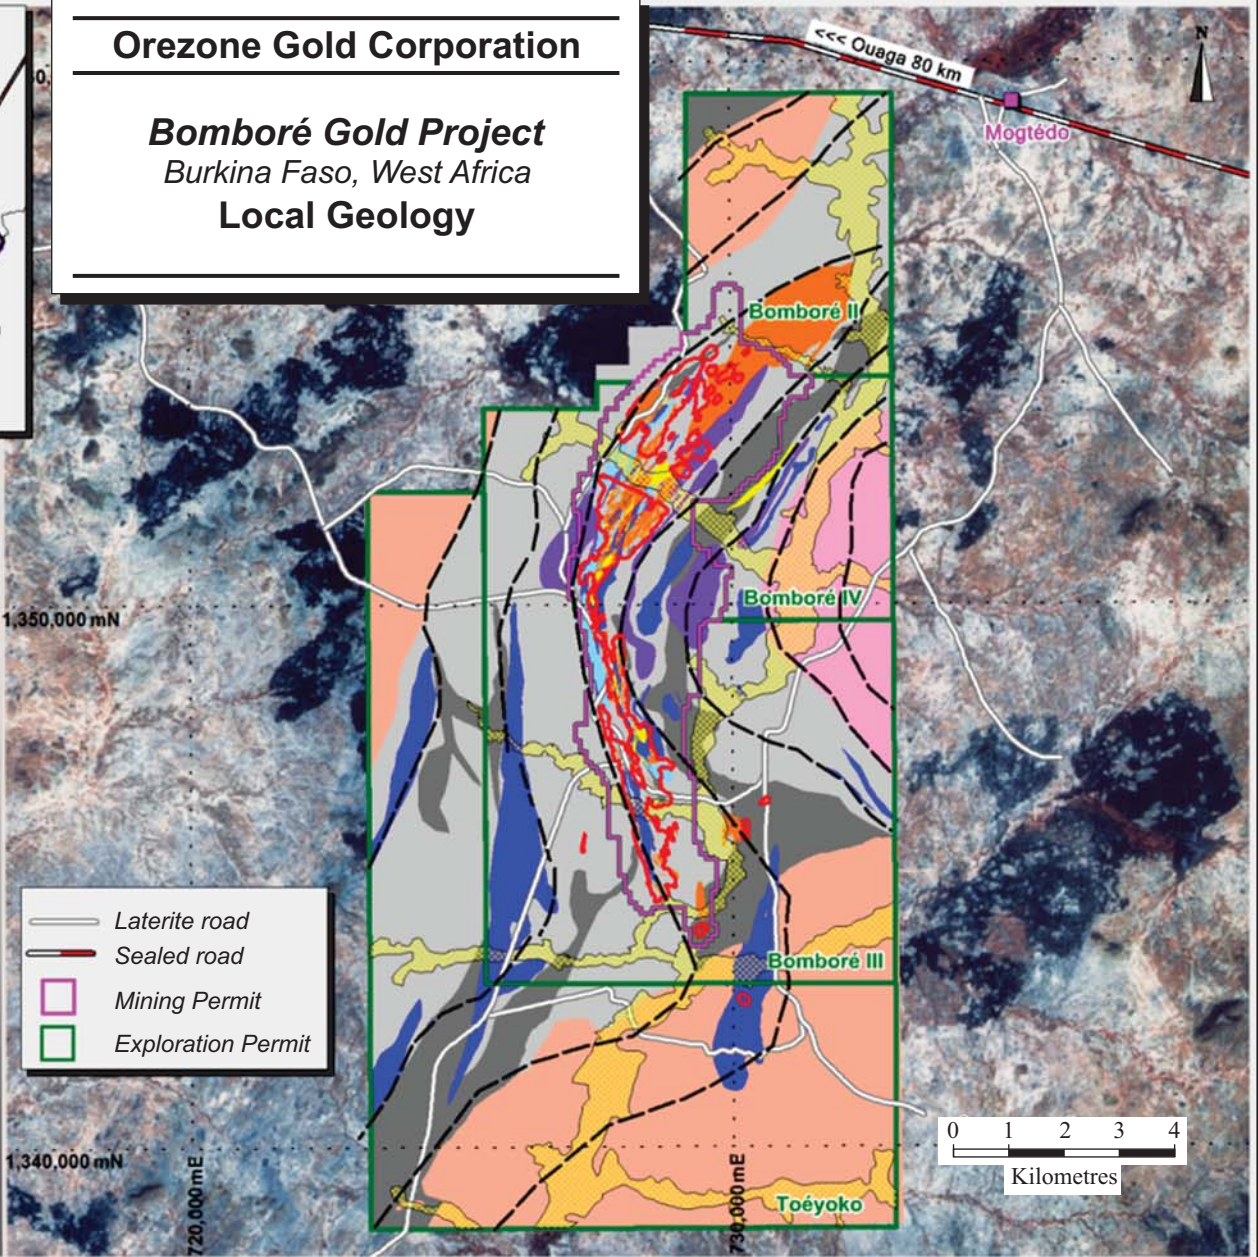 Orezone Gold Corporation
Bomboré Gold Project
Burkina Faso, West Africa
Local Geology
<<< Ouaga 80 km
N
Mogtédo
Bomboré II
Bomboré IV
1,350,000 mN
Laterite road
Sealed road
Mining Permit
Exploration Permit
Bomboré III
0 1 2 3 4
Kilometres
1,340,000 mN
720,000 mE
730,000 mE
Toéyoko